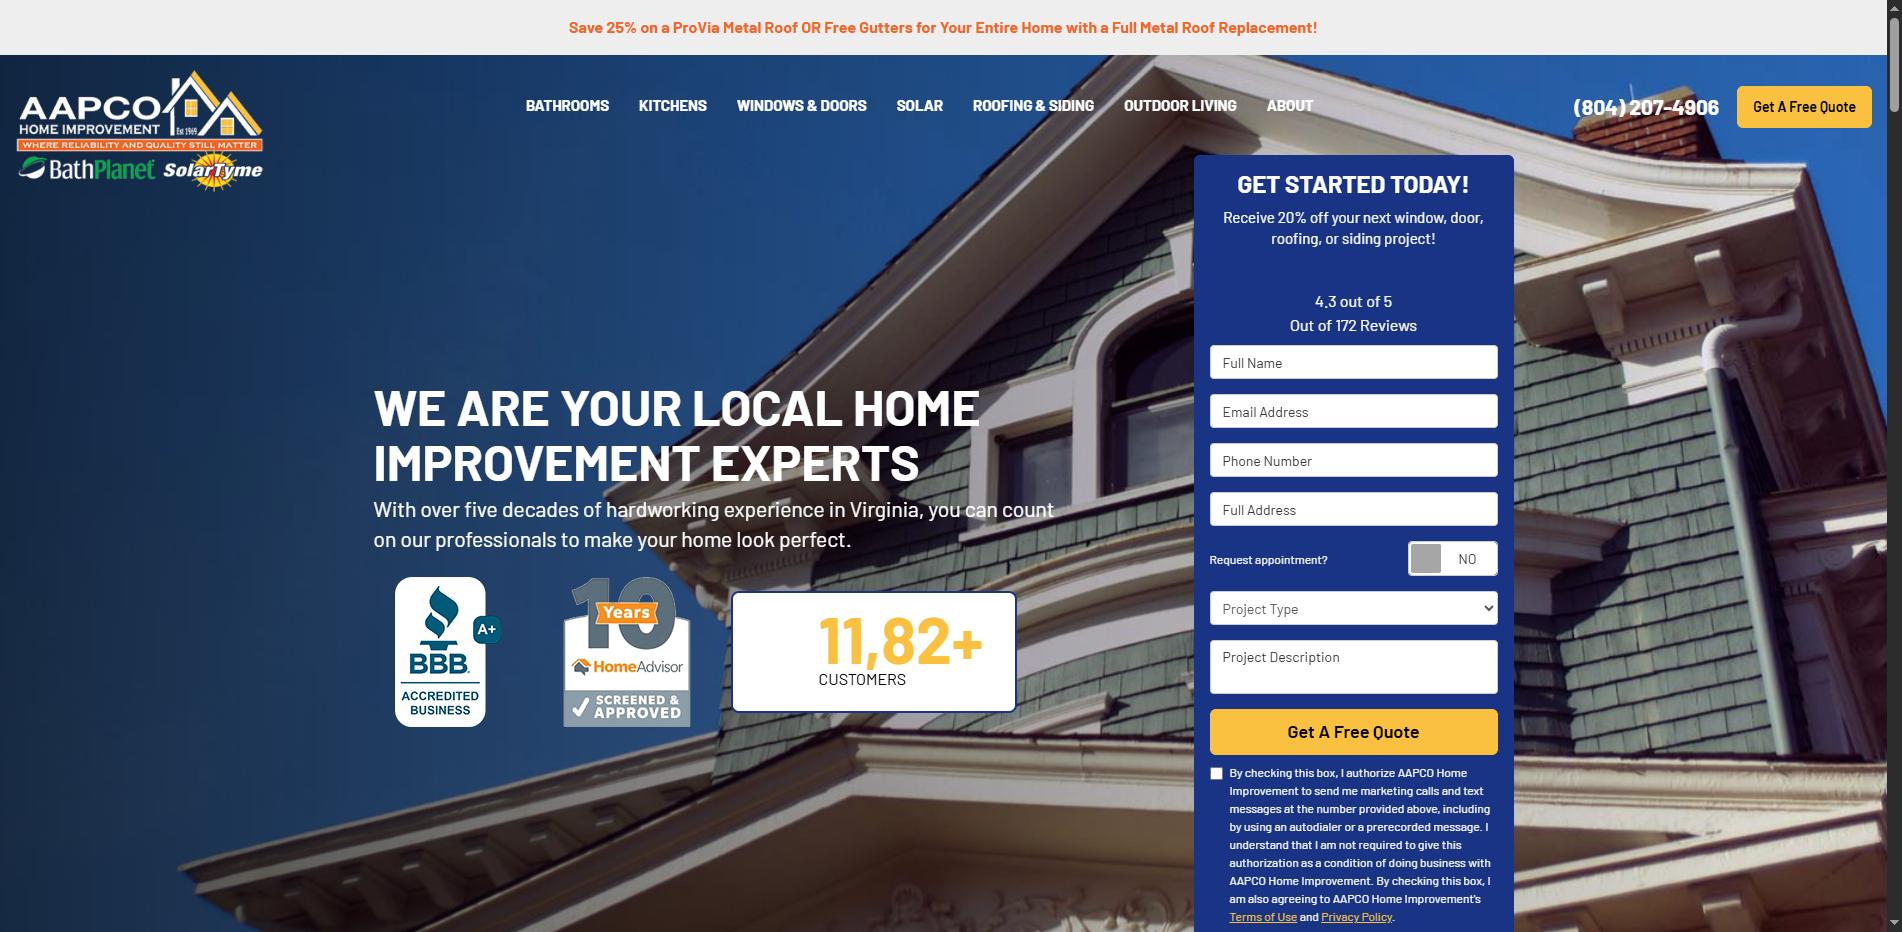 Save 25% on a ProVia Metal Roof OR Free Gutters for Your Entire Home with a Full Metal Roof Replacement!
AAPCO
HOME IMPROVEMENT Est 1969
WHERE RELIABILITY AND QUALITY STILL MATTER
BathPlanet SolarTyme
BATHROOMS KITCHENS WINDOWS & DOORS SOLAR ROOFING & SIDING OUTDOOR LIVING ABOUT
(804) 207-4906 Get A Free Quote
WE ARE YOUR LOCAL HOME
IMPROVEMENT EXPERTS
With over five decades of hardworking experience in Virginia, you can count
on our professionals to make your home look perfect.
A+
BBB.
ACCREDITED
BUSINESS
10
Years
HomeAdvisor
SCREENED &
APPROVED
11,82+
CUSTOMERS
GET STARTED TODAY!
Receive 20% off your next window, door,
roofing, or siding project!
4.3 out of 5
Out of 172 Reviews
Full Name
Email Address
Phone Number
Full Address
Request appointment? NO
Project Type
Project Description
Get A Free Quote
By checking this box, I authorize AAPCO Home
Improvement to send me marketing calls and text
messages at the number provided above, including
by using an autodialer or a prerecorded message. I
understand that I am not required to give this
authorization as a condition of doing business with
AAPCO Home Improvement. By checking this box, I
am also agreeing to AAPCO Home Improvement's
Terms of Use and Privacy Policy.